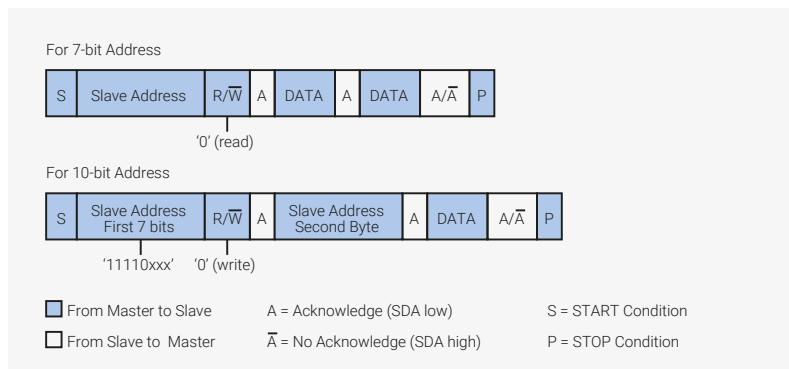 For 7-bit Address
S Slave Address R/W̅ A DATA A DATA A/A̅ P
‘0’ (read)
For 10-bit Address
S Slave Address First 7 bits R/W̅ A Slave Address Second Byte A DATA A/A̅ P
‘11110xxx’ ‘0’ (write)
From Master to Slave A = Acknowledge (SDA low) S = START Condition
From Slave to Master A̅ = No Acknowledge (SDA high) P = STOP Condition